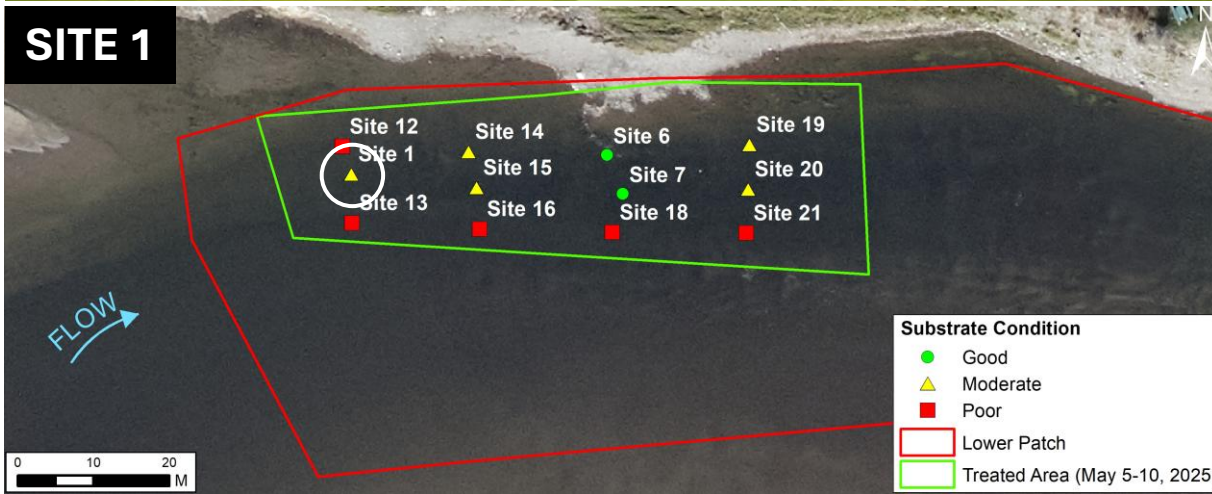 SITE 1
N
Site 12
Site 14
Site 6
Site 19
Site 1
Site 15
Site 7
Site 20
Site 13
Site 16
Site 18
Site 21
FLOW
Substrate Condition
Good
Moderate
Poor
Lower Patch
Treated Area (May 5-10, 2025
0 10 20
M